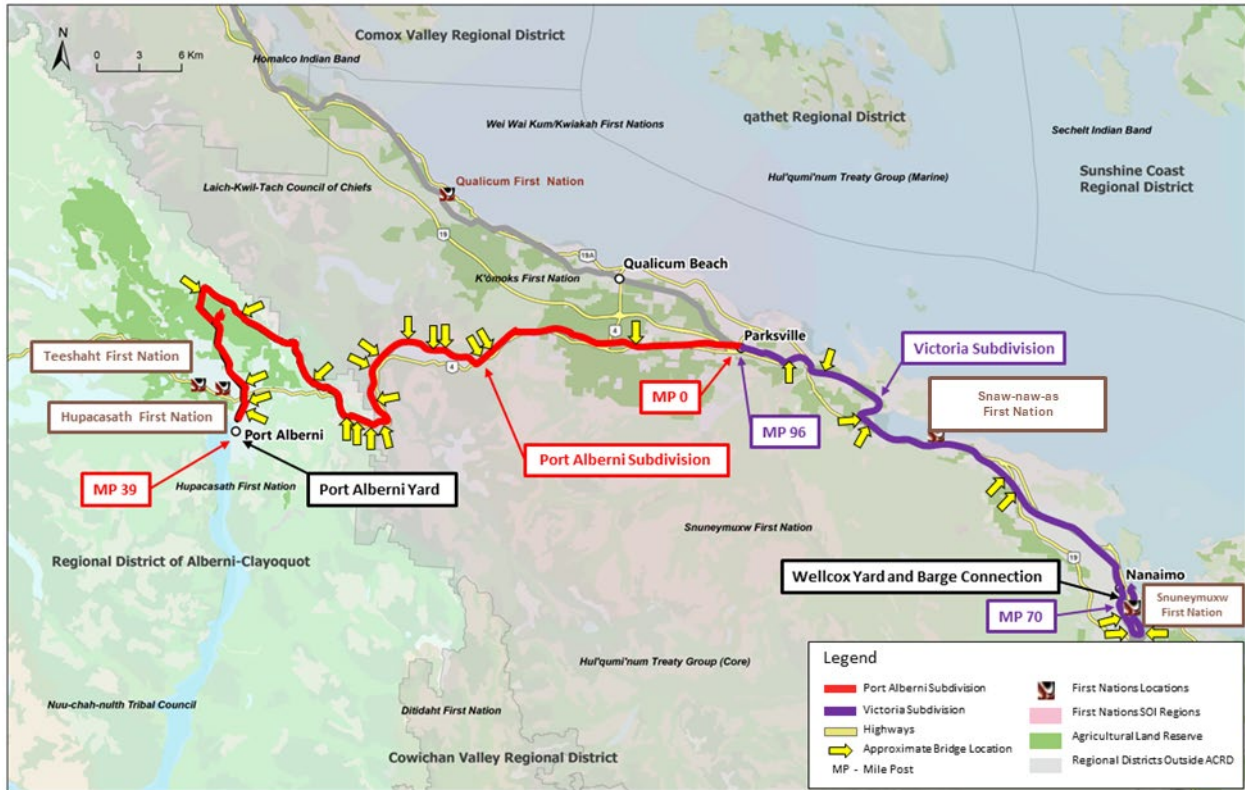 Comox Valley Regional District
N
0 3 6 Km
Homalco Indian Band
Wei Wai Kum/Kwiakah First Nations
qathet Regional District
Sechelt Indian Band
Sunshine Coast
Regional District
Laich-Kwil-Tach Council of Chiefs
Qualicum First Nation
Hul'qumi'num Treaty Group (Marine)
19
19A
Qualicum Beach
K'ómoks First Nation
4
Parksville
Victoria Subdivision
Teeshaht First Nation
4
MP 0
Snaw-naw-as
First Nation
Hupacasath First Nation
MP 96
Port Alberni
Port Alberni Subdivision
MP 39
Hupacasath First Nation
Port Alberni Yard
Snuneymuxw First Nation
19
Regional District of Alberni-Clayoquot
Wellcox Yard and Barge Connection
Nanaimo
MP 70
Snuneymuxw
First Nation
Hul'qumi'num Treaty Group (Core)
Nuu-chah-nulth Tribal Council
Ditidaht First Nation
Cowichan Valley Regional District
Legend
Port Alberni Subdivision
Victoria Subdivision
Highways
Approximate Bridge Location
MP - Mile Post
First Nations Locations
First Nations SOI Regions
Agricultural Land Reserve
Regional Districts Outside ACRD